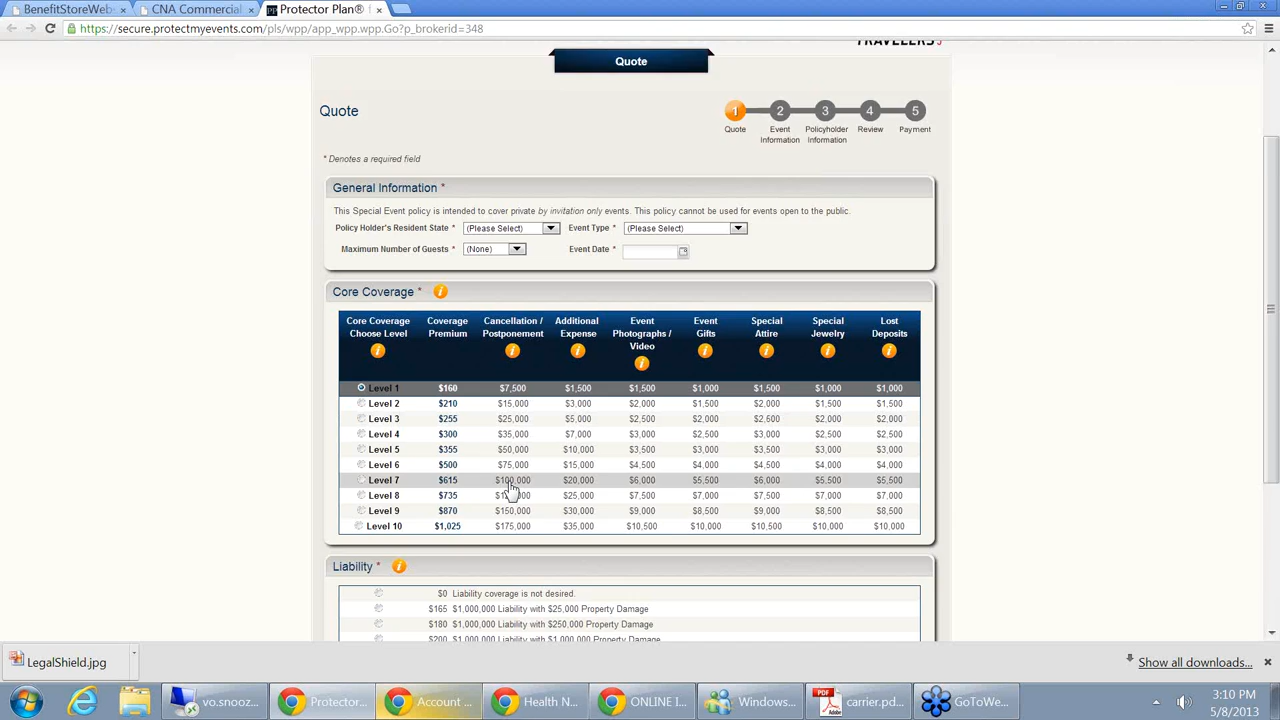 BenefitStoreWebs
CNA Commercial
Protector Plan®
https://secure.protectmyevents.com/pls/wpp/app_wpp.wpp.Go?p_brokerid=348
TRAVELERS
Quote
Quote
1 2 3 4 5
Quote Event Information Policyholder Information Review Payment
* Denotes a required field
General Information *
This Special Event policy is intended to cover private by invitation only events. This policy cannot be used for events open to the public.
Policy Holder's Resident State * (Please Select) Event Type * (Please Select)
Maximum Number of Guests * (None) Event Date *
Core Coverage *
Core Coverage Choose Level Coverage Premium Cancellation / Postponement Additional Expense Event Photographs / Video Event Gifts Special Attire Special Jewelry Lost Deposits
Level 1 $160 $7,500 $1,500 $1,500 $1,000 $1,500 $1,000 $1,000
Level 2 $210 $15,000 $3,000 $2,000 $1,500 $2,000 $1,500 $1,500
Level 3 $255 $25,000 $5,000 $2,500 $2,000 $2,500 $2,000 $2,000
Level 4 $300 $35,000 $7,000 $3,000 $2,500 $3,000 $2,500 $2,500
Level 5 $355 $50,000 $10,000 $3,500 $3,000 $3,500 $3,000 $3,000
Level 6 $500 $75,000 $15,000 $4,500 $4,000 $4,500 $4,000 $4,000
Level 7 $615 $100,000 $20,000 $6,000 $5,500 $6,000 $5,500 $5,500
Level 8 $735 $25,000 $7,500 $7,000 $7,500 $7,000 $7,000
Level 9 $870 $150,000 $30,000 $9,000 $8,500 $9,000 $8,500 $8,500
Level 10 $1,025 $175,000 $35,000 $10,500 $10,000 $10,500 $10,000 $10,000
Liability *
$0 Liability coverage is not desired.
$165 $1,000,000 Liability with $25,000 Property Damage
$180 $1,000,000 Liability with $250,000 Property Damage
$200 $1,000,000 Liability with $1,000,000 Property Damage
LegalShield.jpg
Show all downloads...
vo.snooz...
Protector...
Account ...
Health N...
ONLINE I...
Windows...
carrier.pd...
GoToWe...
3:10 PM
5/8/2013